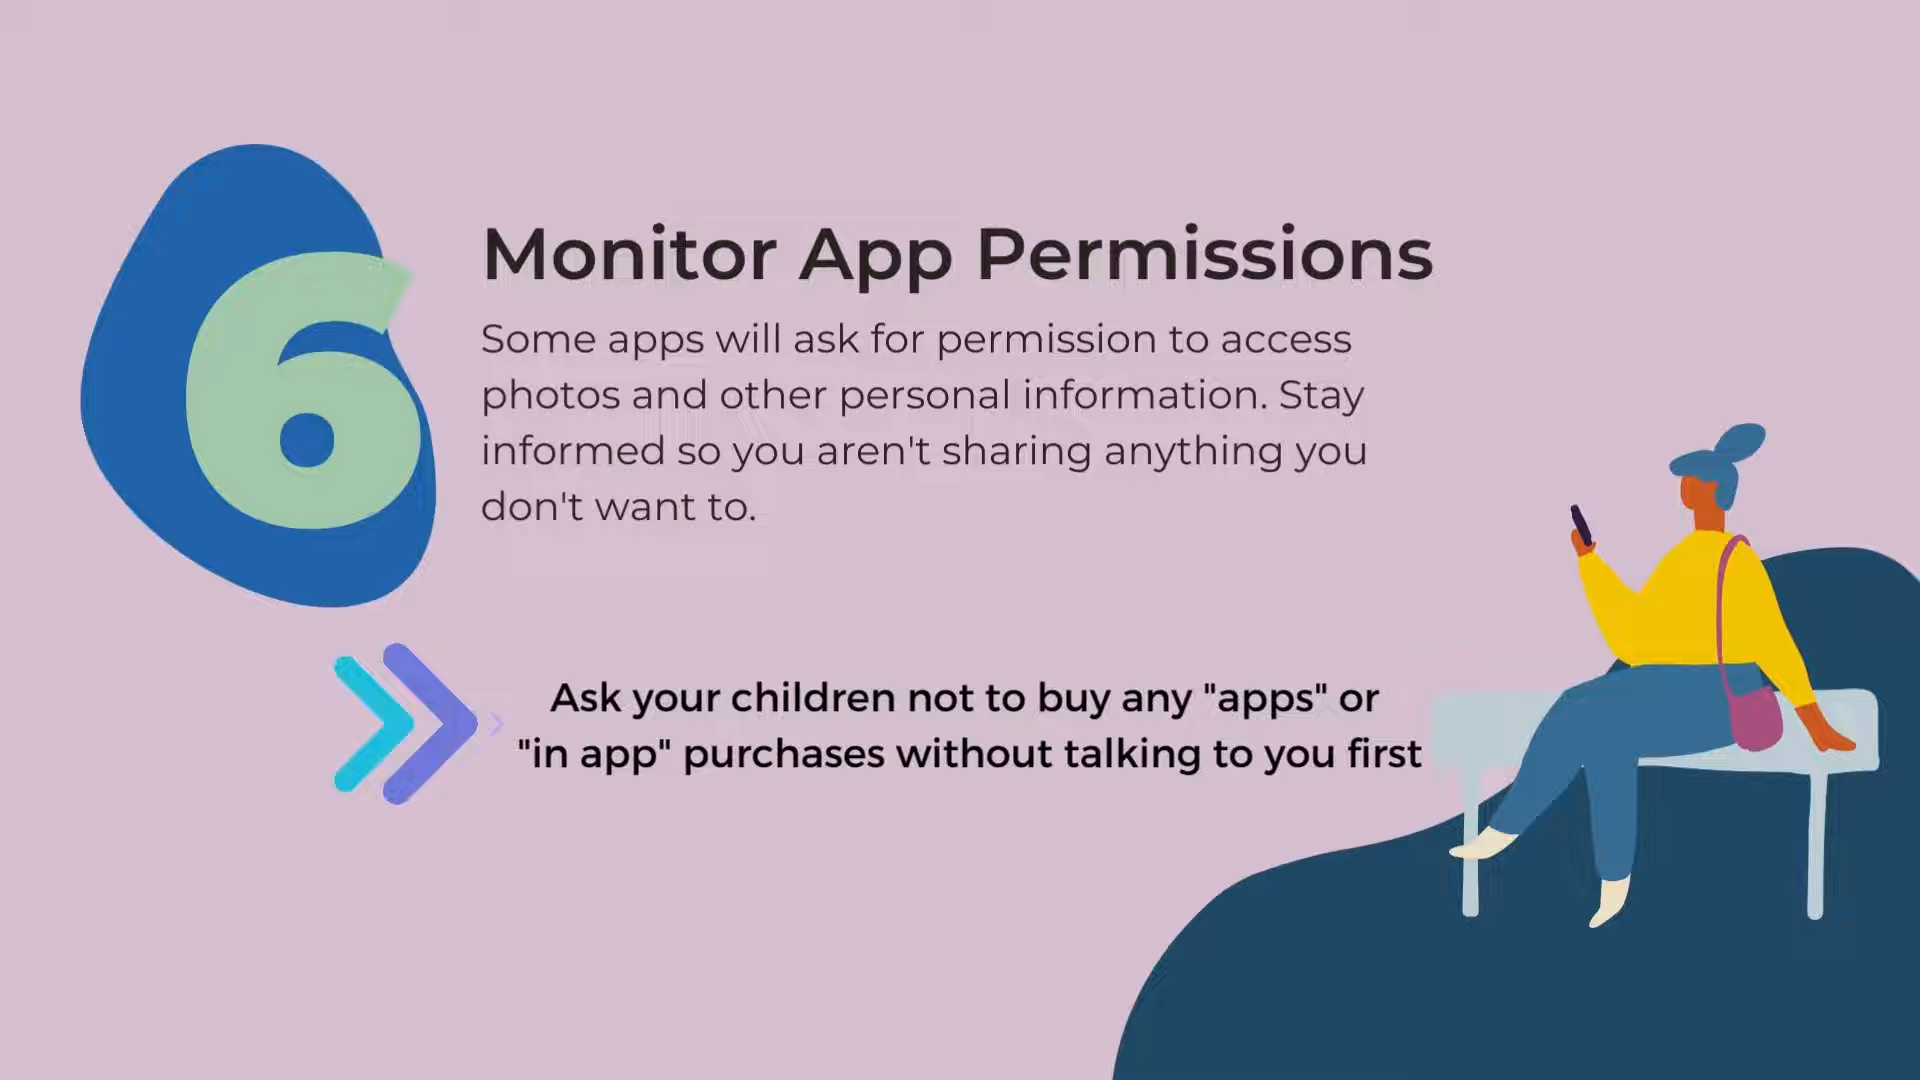 6
Monitor App Permissions
Some apps will ask for permission to access
photos and other personal information. Stay
informed so you aren't sharing anything you
don't want to.
Ask your children not to buy any "apps" or
"in app" purchases without talking to you first